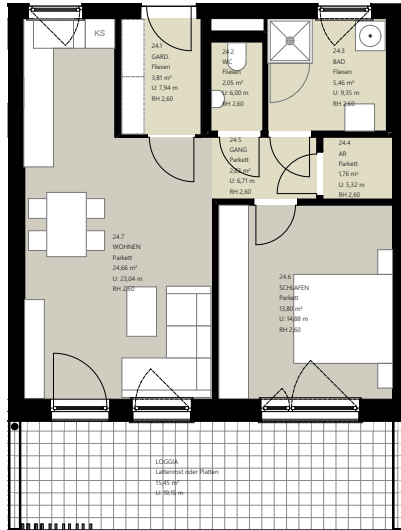 KS
24.1
GARD.
Fliesen
3,81 m²
U: 7,94 m
RH 2,60
24.2
WC
Fliesen
2,05 m²
U: 6,00 m
RH 2,60
24.3
BAD
Fliesen
5,46 m²
U: 9,35 m
RH 2,60
24.5
GANG
Parkett
2,63 m²
U: 6,71 m
RH 2,60
24.4
AR
Parkett
1,76 m²
U: 5,32 m
RH 2,60
24.7
WOHNEN
Parkett
24,66 m²
U: 23,04 m
RH 2,60
24.6
SCHLAFEN
Parkett
13,80 m²
U: 14,88 m
RH 2,60
LOGGIA
Lattenrost oder Platten
15,45 m²
U: 19,15 m